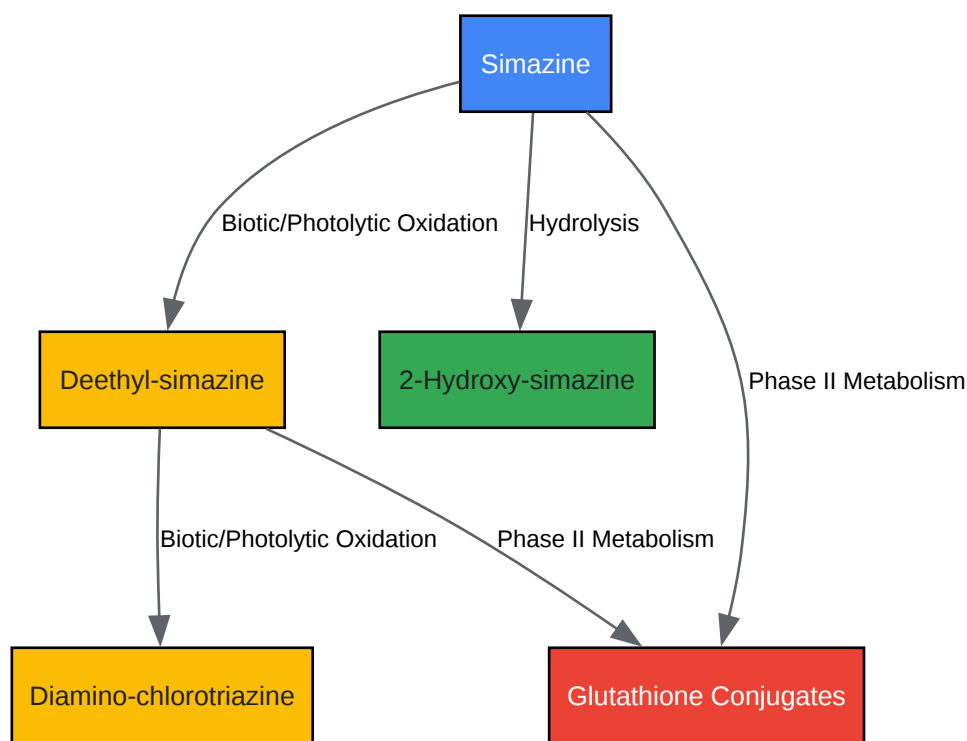 Simazine
Biotic/Photolytic Oxidation
Hydrolysis
Deethyl-simazine
2-Hydroxy-simazine
Phase II Metabolism
Biotic/Photolytic Oxidation
Phase II Metabolism
Diamino-chlorotriazine
Glutathione Conjugates